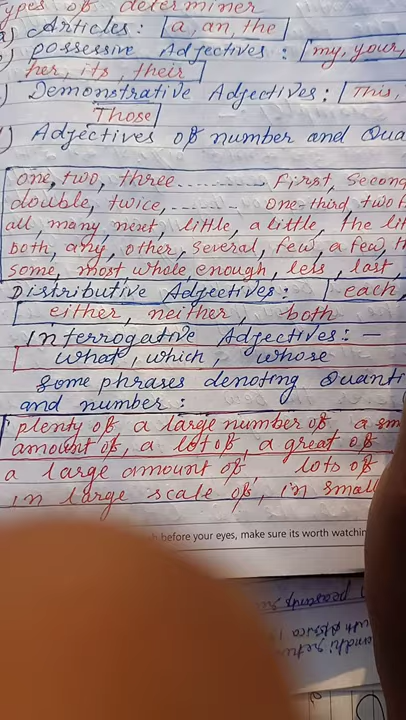 ypes of determiner
a) Articles: a, an, the
possessive Adjectives: my, your,
her, its, their
) Demonstrative Adjectives: This,
Those
) Adjectives of number and Qua
one, two, three First, Second
double, twice, one-third two f
all, many next, little, a little, the lit
both, any, other, several, few, a few,
some, most whole enough, less, last,
Distributive Adjectives: each,
either, neither, both
Interrogative Adjectives: —
what, which, whose
some phrases denoting Quanti
and number:
plenty of a large number of, a sm
amount of, a lot of, a great of
a large amount of, lots of
in large scale of, in small
h before your eyes, make sure its worth watchin